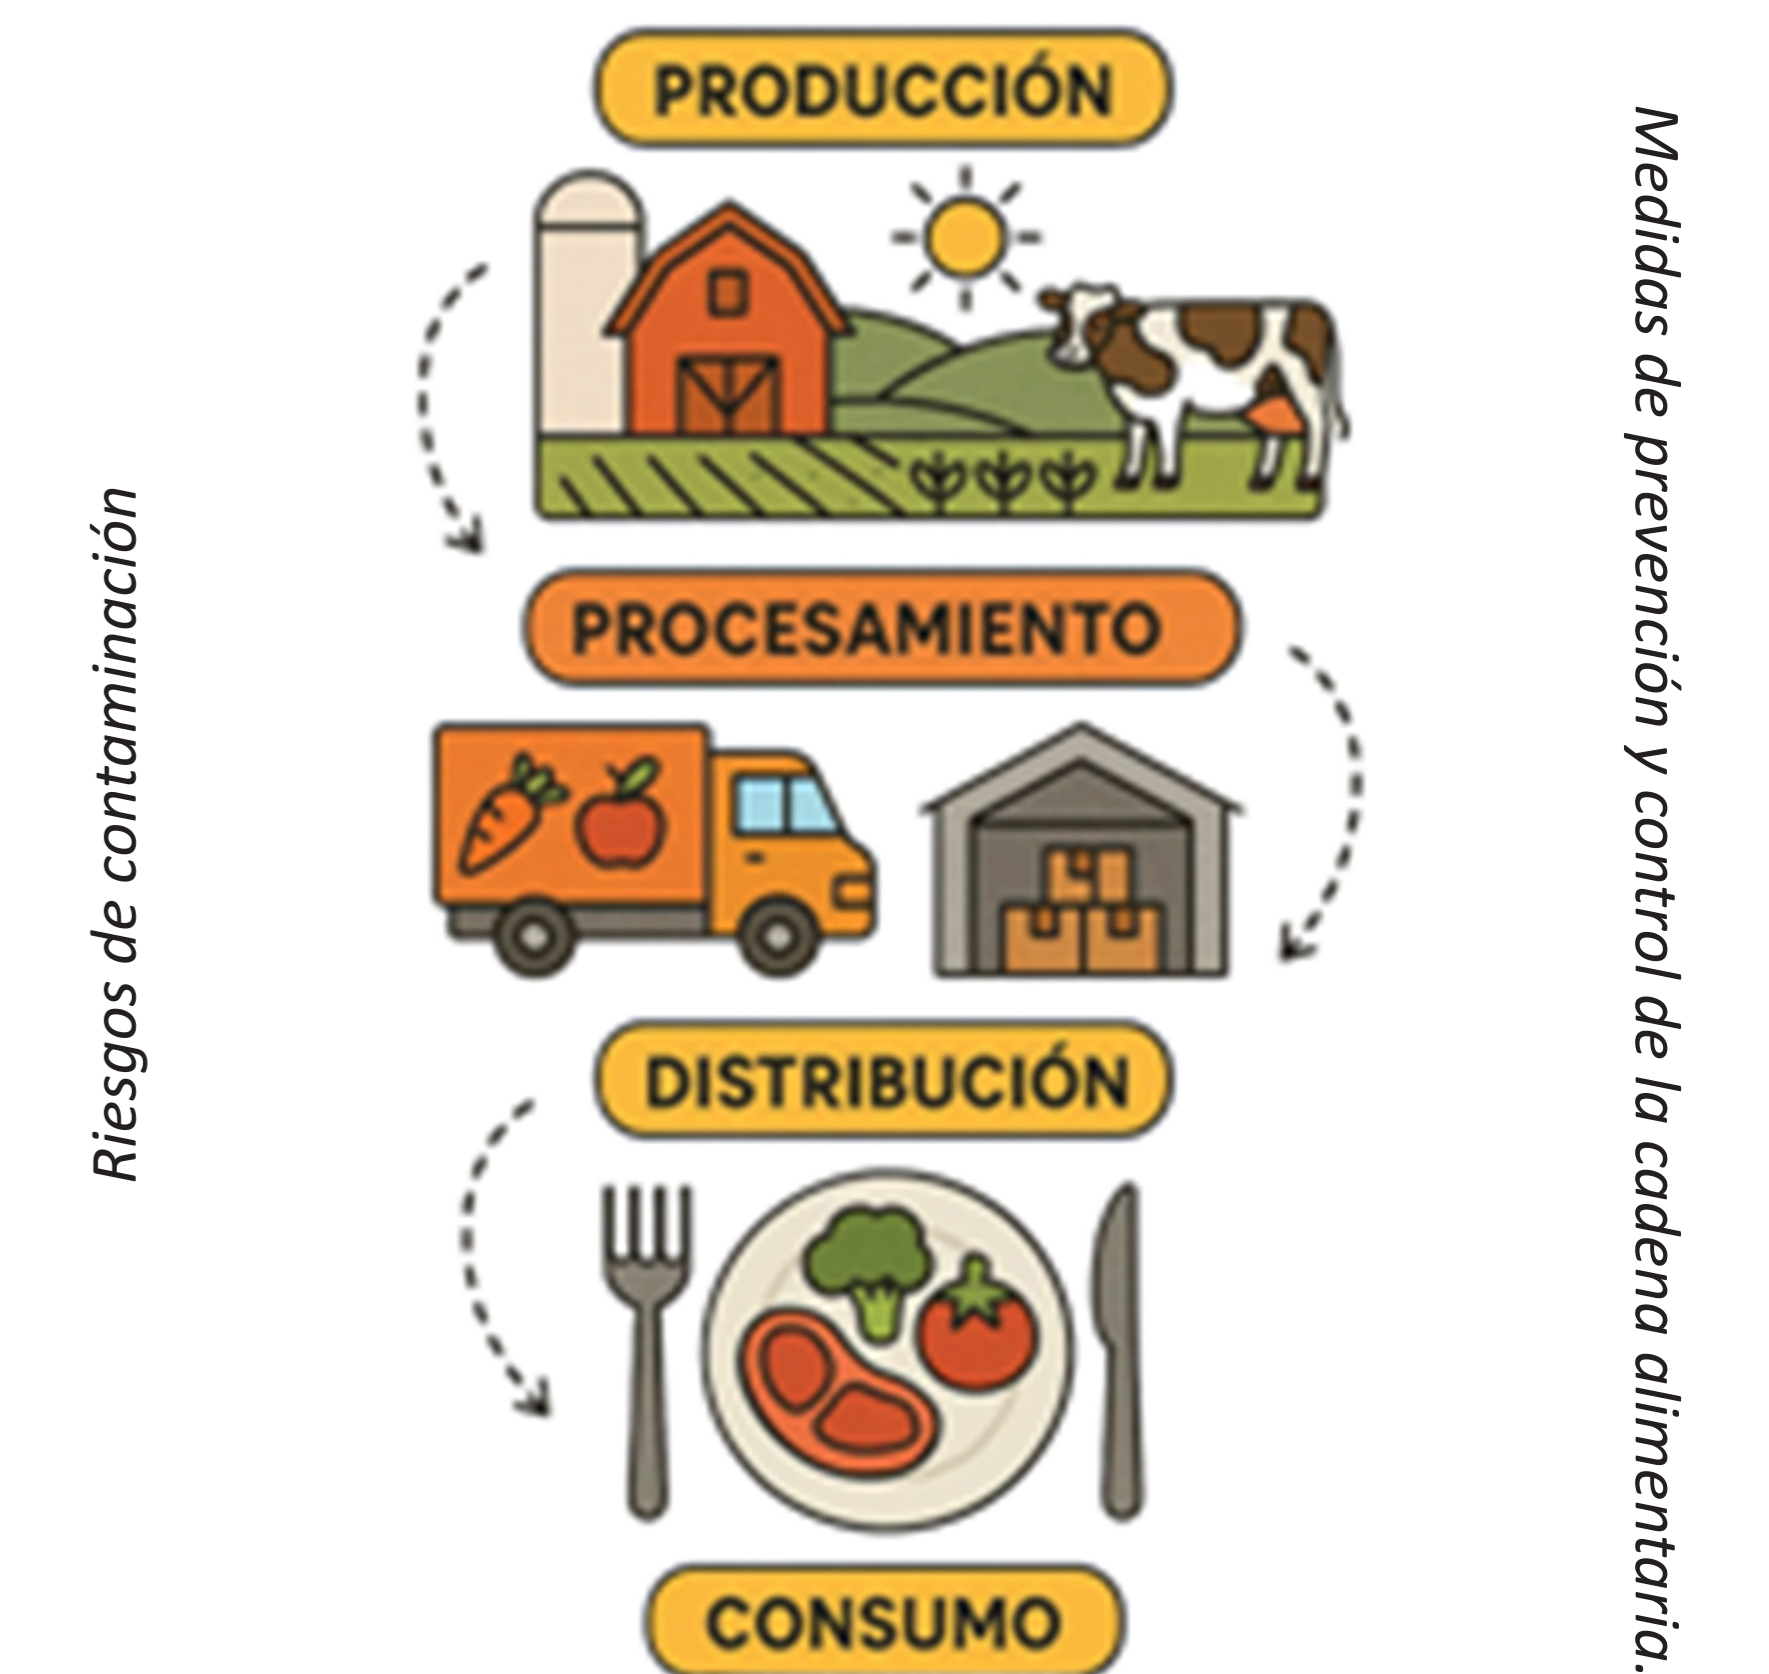 PRODUCCIÓN
PROCESAMIENTO
DISTRIBUCIÓN
CONSUMO
Riesgos de contaminación
Medidas de prevención y control de la cadena alimentaria.